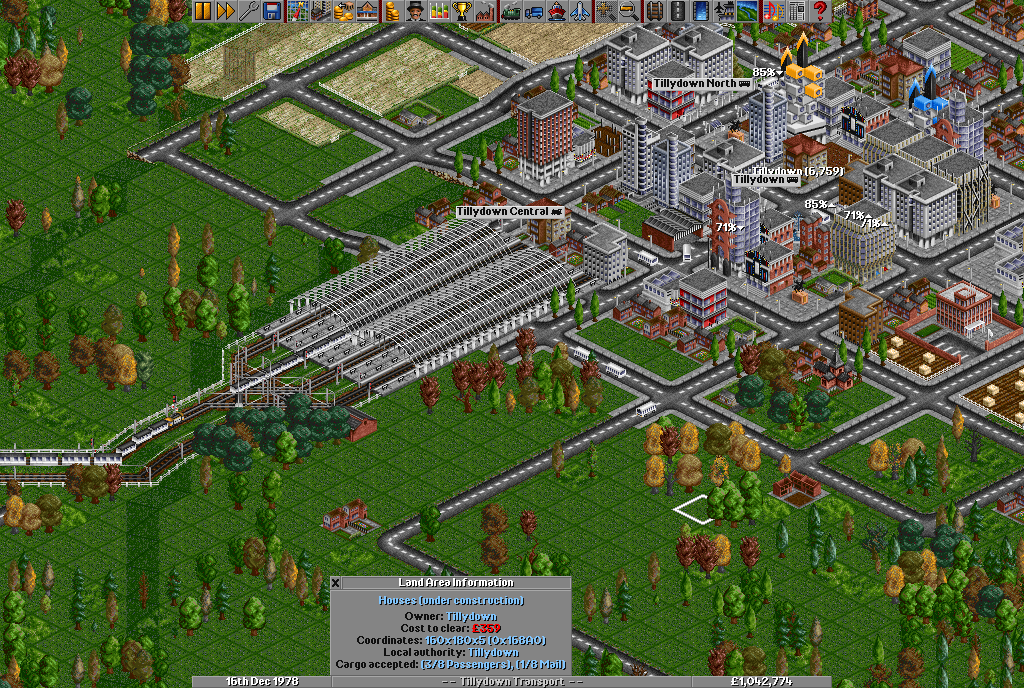 85%
Tillydown North
Tillydown (6,759)
Tillydown
85%
71%
71%
71%
Tillydown Central
X
Land Area Information
Houses (under construction)
Owner: Tillydown
Cost to clear: £359
Coordinates: 160x180x5 (0x168A0)
Local authority: Tillydown
Cargo accepted: (3/8 Passengers), (1/8 Mail)
16th Dec 1978
-- Tillydown Transport --
£1,042,774